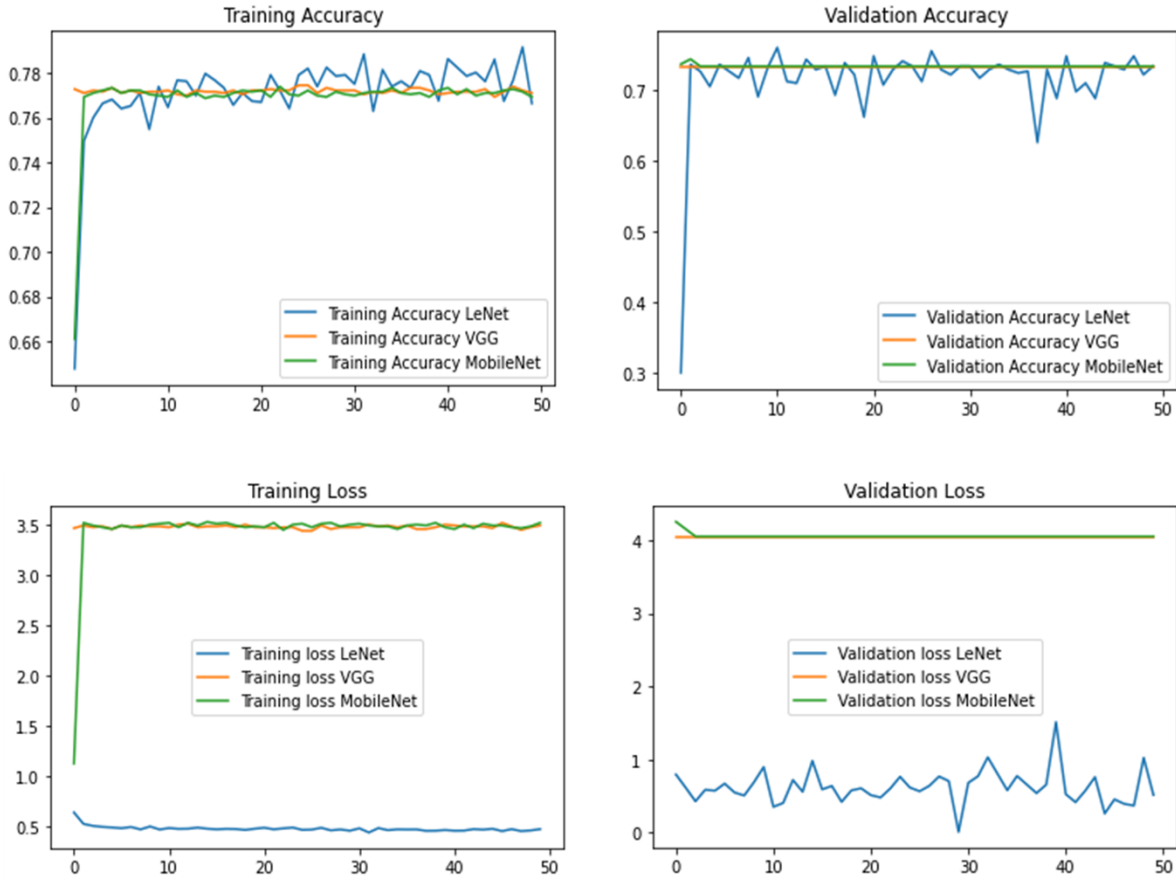 Training Accuracy
0.78
0.76
0.74
0.72
0.70
0.68
0.66
0 10 20 30 40 50
Training Accuracy LeNet
Training Accuracy VGG
Training Accuracy MobileNet
Validation Accuracy
0.7
0.6
0.5
0.4
0.3
0 10 20 30 40 50
Validation Accuracy LeNet
Validation Accuracy VGG
Validation Accuracy MobileNet
Training Loss
3.5
3.0
2.5
2.0
1.5
1.0
0.5
0 10 20 30 40 50
Training loss LeNet
Training loss VGG
Training loss MobileNet
Validation Loss
4
3
2
1
0
0 10 20 30 40 50
Validation loss LeNet
Validation loss VGG
Validation loss MobileNet